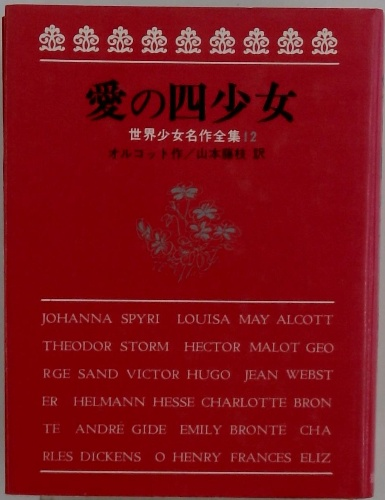 愛の四少女
世界少女名作全集12
オルコット作/山本藤枝 訳
JOHANNA SPYRI LOUISA MAY ALCOTT
THEODOR STORM HECTOR MALOT GEO
RGE SAND VICTOR HUGO JEAN WEBST
ER HELMANN HESSE CHARLOTTE BRON
TE ANDRÉ GIDE EMILY BRONTË CHA
RLES DICKENS O HENRY FRANCES ELIZ